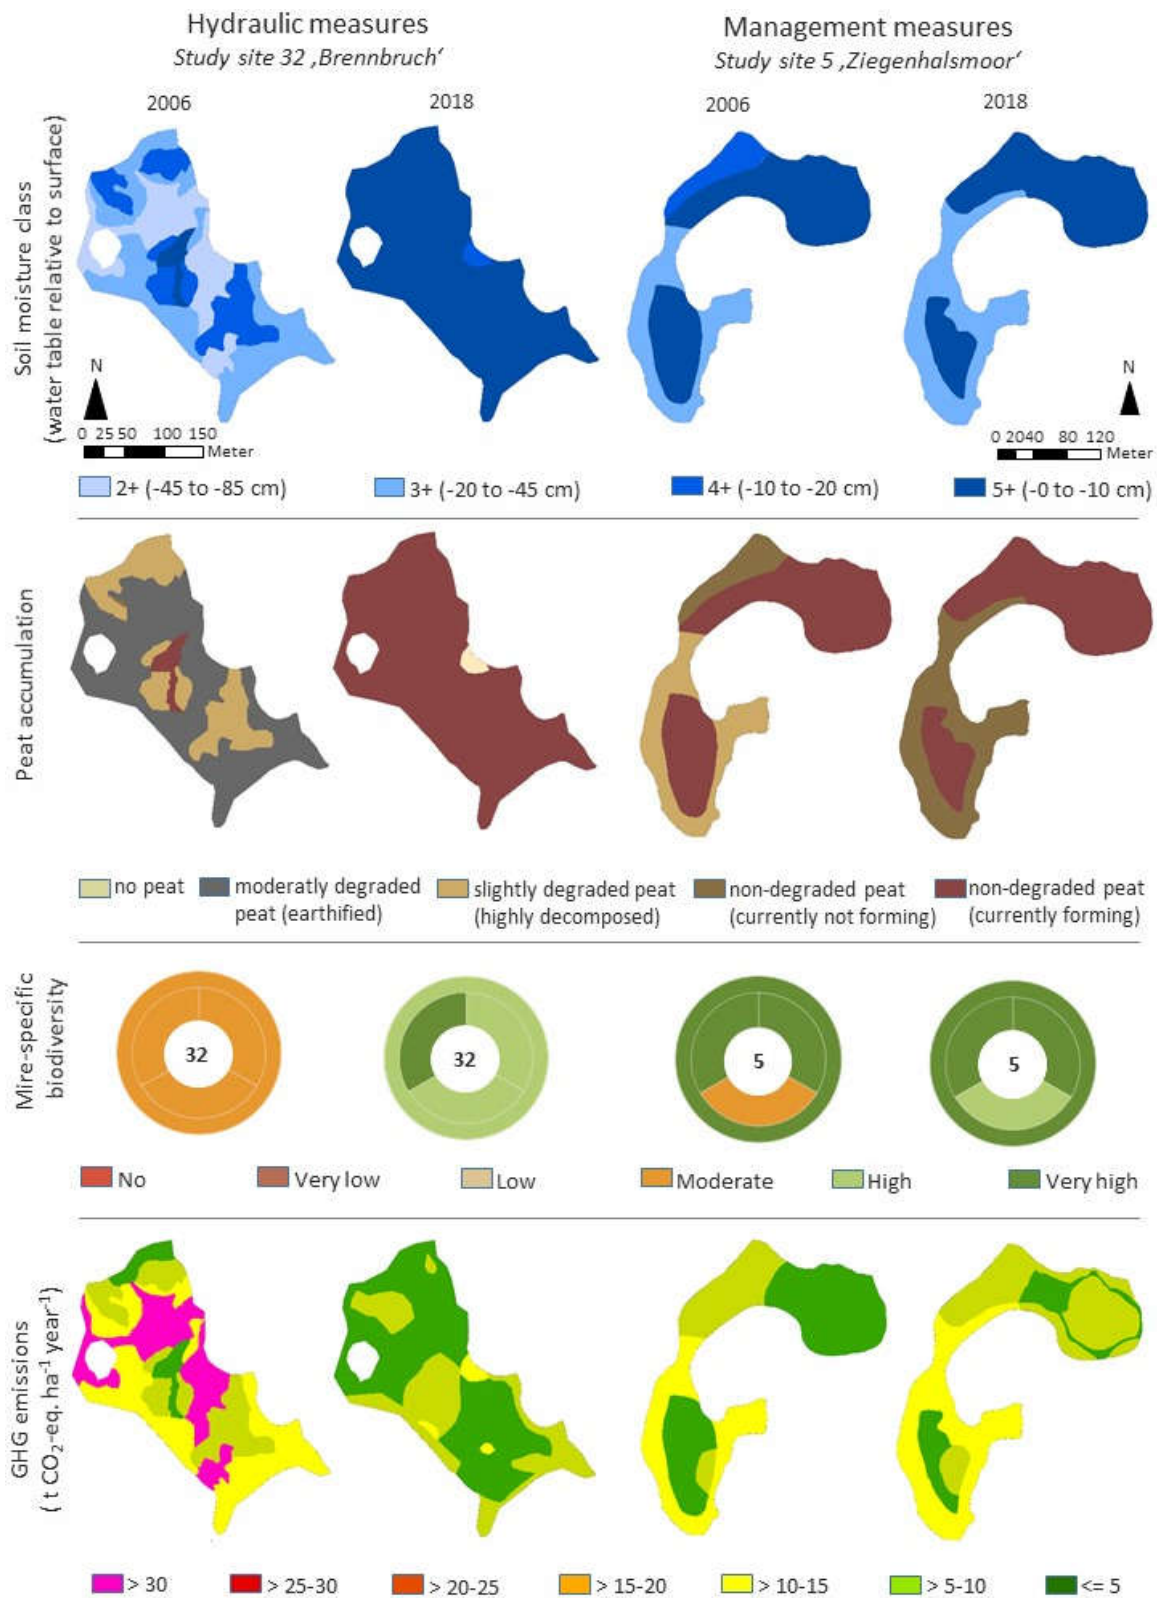 Hydraulic measures
Study site 32 ‚Brennbruch‘
Management measures
Study site 5 ‚Ziegenhalsmoor‘
2006
2018
2006
2018
Soil moisture class
(water table relative to surface)
N
0 25 50 100 150
Meter
N
0 2040 80 120
Meter
2+ (-45 to -85 cm)
3+ (-20 to -45 cm)
4+ (-10 to -20 cm)
5+ (-0 to -10 cm)
Peat accumulation
no peat
moderatly degraded
peat (earthified)
slightly degraded peat
(highly decomposed)
non-degraded peat
(currently not forming)
non-degraded peat
(currently forming)
Mire-specific
biodiversity
32
32
5
5
No
Very low
Low
Moderate
High
Very high
GHG emissions
( t CO₂-eq. ha⁻¹ year⁻¹)
> 30
> 25-30
> 20-25
> 15-20
> 10-15
> 5-10
<= 5